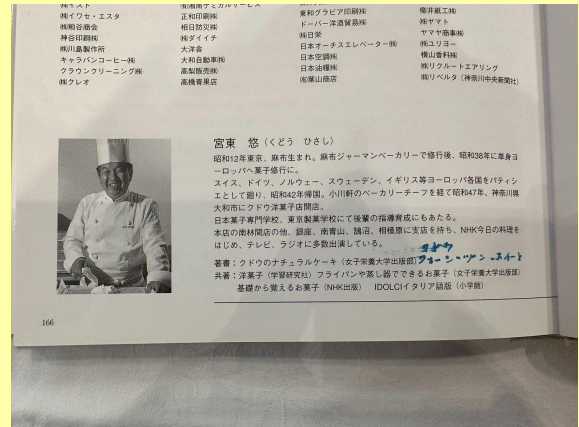 ㈱イースト
㈱イワセ・エスタ
㈱粕谷商会
神谷印刷㈱
㈱川島製作所
キャラバンコーヒー㈱
クラウンクリーニング㈱
㈱クレオ
㈲湘南ケミカルサービス
正和印刷㈱
相日防災㈱
㈱ダイイチ
大洋舎
大和自動車㈱
高梨販売㈱
高橋青果店
東和グラビア印刷㈱
ドーバー洋酒貿易㈱
㈱日栄
日本オーチスエレベーター㈱
日本空調㈱
日本油糧㈱
㈲葉山商店
柳井紙工㈱
㈱ヤマト
ヤマヤ商事㈱
㈱ユリヨー
横山香料㈱
㈱リクルートエアリング
㈱リベルタ（神奈川中央新聞社）
宮東　悠（くどう　ひさし）
昭和12年東京、麻布生まれ。麻布ジャーマンベーカリーで修行後、昭和38年に単身ヨ
ーロッパへ菓子修行に。
スイス、ドイツ、ノルウェー、スウェーデン、イギリス等ヨーロッパ各国をパティシ
エとして廻り、昭和42年帰国。小川軒のベーカリーチーフを経て昭和47年、神奈川県
大和市にクドウ洋菓子店開店。
日本菓子専門学校、東京製菓学校にて後輩の指導育成にもあたる。
本店の南林間店の他、銀座、南青山、鵠沼、相模原に支店を持ち、NHK今日の料理を
はじめ、テレビ、ラジオに多数出演している。
著書：クドウのナチュラルケーキ（女子栄養大学出版部）
共著：洋菓子（学習研究社）フライパンや蒸し器でできるお菓子（女子栄養大学出版部）
基礎から覚えるお菓子（NHK出版）　IDOLCIイタリア語版（小学館）
166